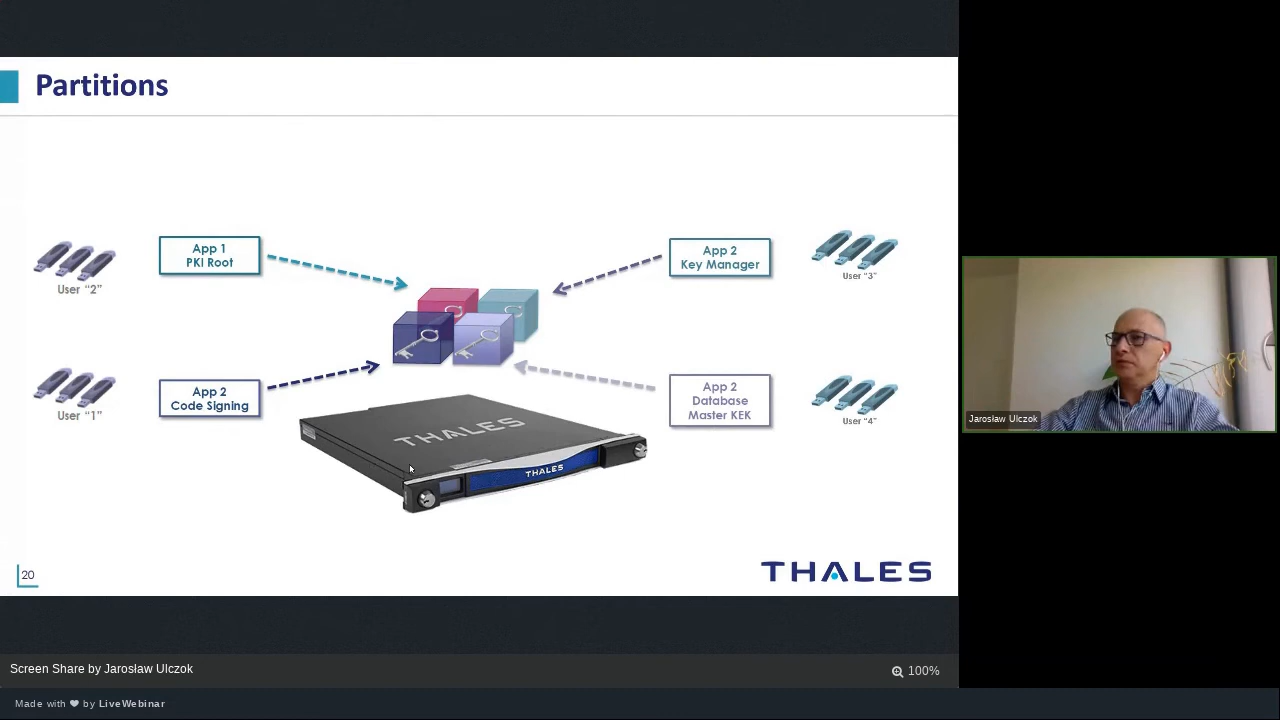 Partitions
App 1
PKI Root
User “2”
App 2
Key Manager
User “3”
App 2
Code Signing
User “1”
App 2
Database
Master KEK
User “4”
THALES
THALES
20
THALES
Jarosław Ulczok
Screen Share by Jarosław Ulczok
100%
Made with ❤ by LiveWebinar